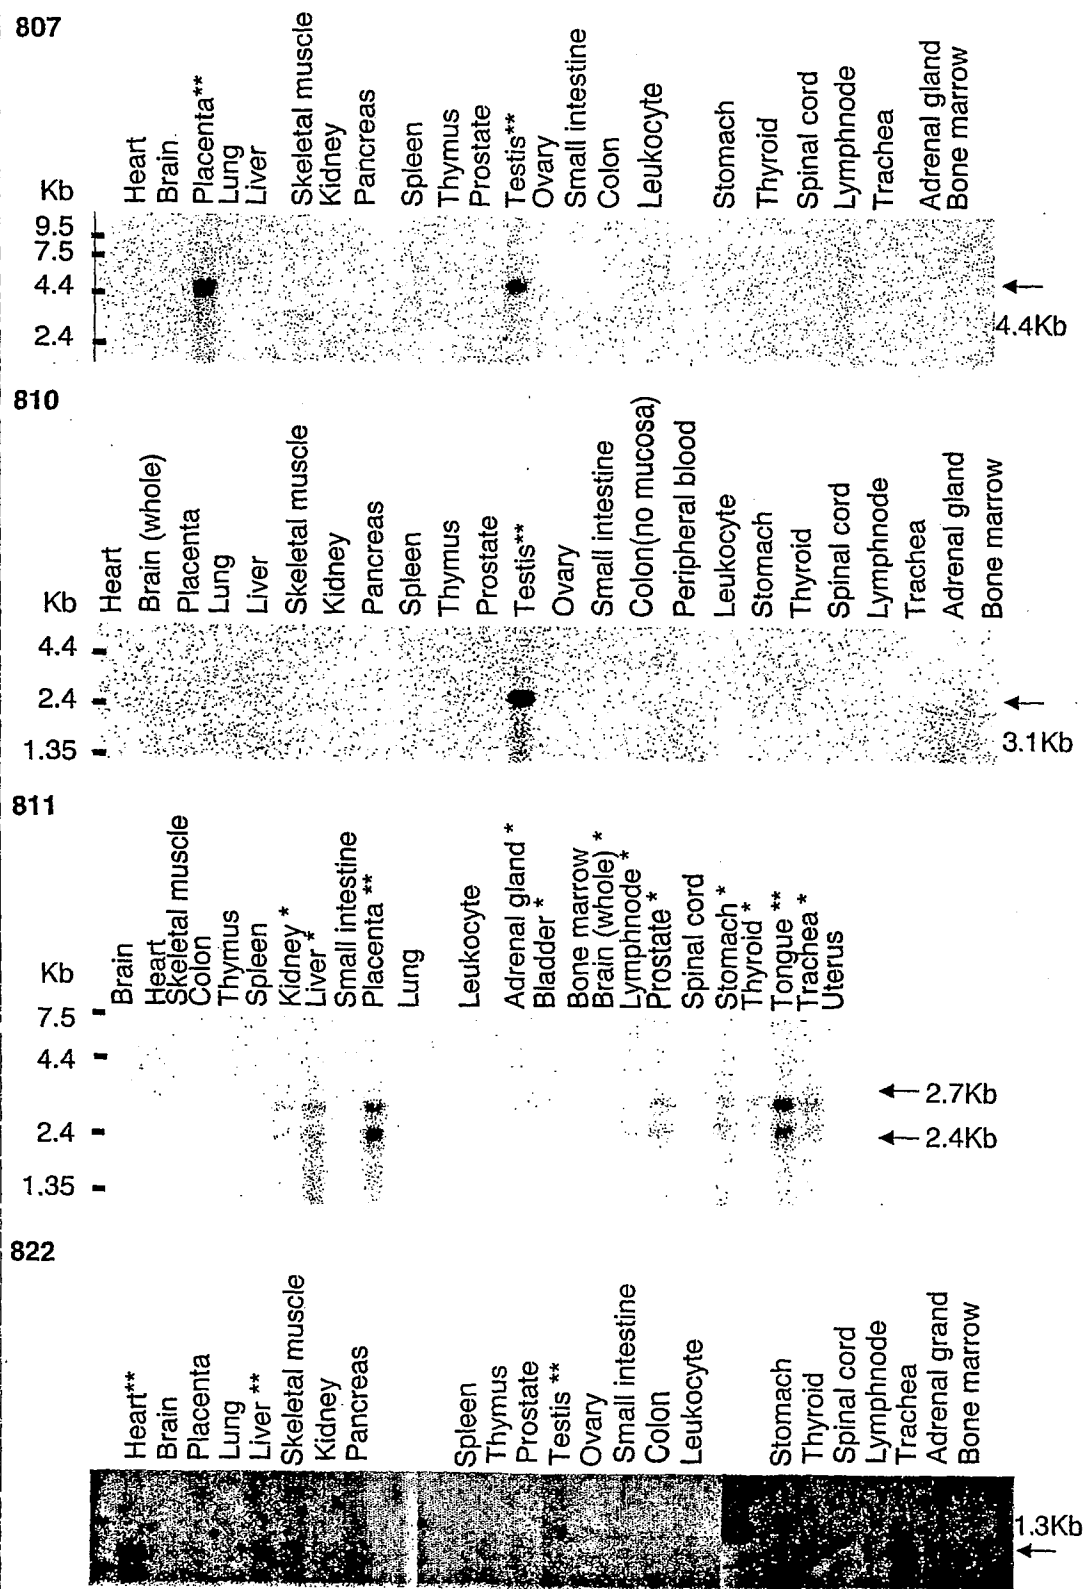 807
Heart
Brain
Placenta**
Lung
Liver
Skeletal muscle
Kidney
Pancreas
Spleen
Thymus
Prostate
Testis**
Ovary
Small intestine
Colon
Leukocyte
Stomach
Thyroid
Spinal cord
Lymphnode
Trachea
Adrenal gland
Bone marrow
Kb
9.5
7.5
4.4
2.4
4.4Kb
810
Heart
Brain (whole)
Placenta
Lung
Liver
Skeletal muscle
Kidney
Pancreas
Spleen
Thymus
Prostate
Testis**
Ovary
Small intestine
Colon(no mucosa)
Peripheral blood
Leukocyte
Stomach
Thyroid
Spinal cord
Lymphnode
Trachea
Adrenal gland
Bone marrow
Kb
4.4
2.4
1.35
3.1Kb
811
Brain
Heart
Skeletal muscle
Colon
Thymus
Spleen
Kidney *
Liver *
Small intestine
Placenta **
Lung
Leukocyte
Adrenal gland *
Bladder *
Bone marrow
Brain (whole) *
Lymphnode *
Prostate *
Spinal cord
Stomach *
Thyroid *
Tongue **
Trachea *
Uterus
Kb
7.5
4.4
2.4
1.35
2.7Kb
2.4Kb
822
Heart**
Brain
Placenta
Lung
Liver **
Skeletal muscle
Kidney
Pancreas
Spleen
Thymus
Prostate
Testis **
Ovary
Small intestine
Colon
Leukocyte
Stomach
Thyroid
Spinal cord
Lymphnode
Trachea
Adrenal grand
Bone marrow
1.3Kb